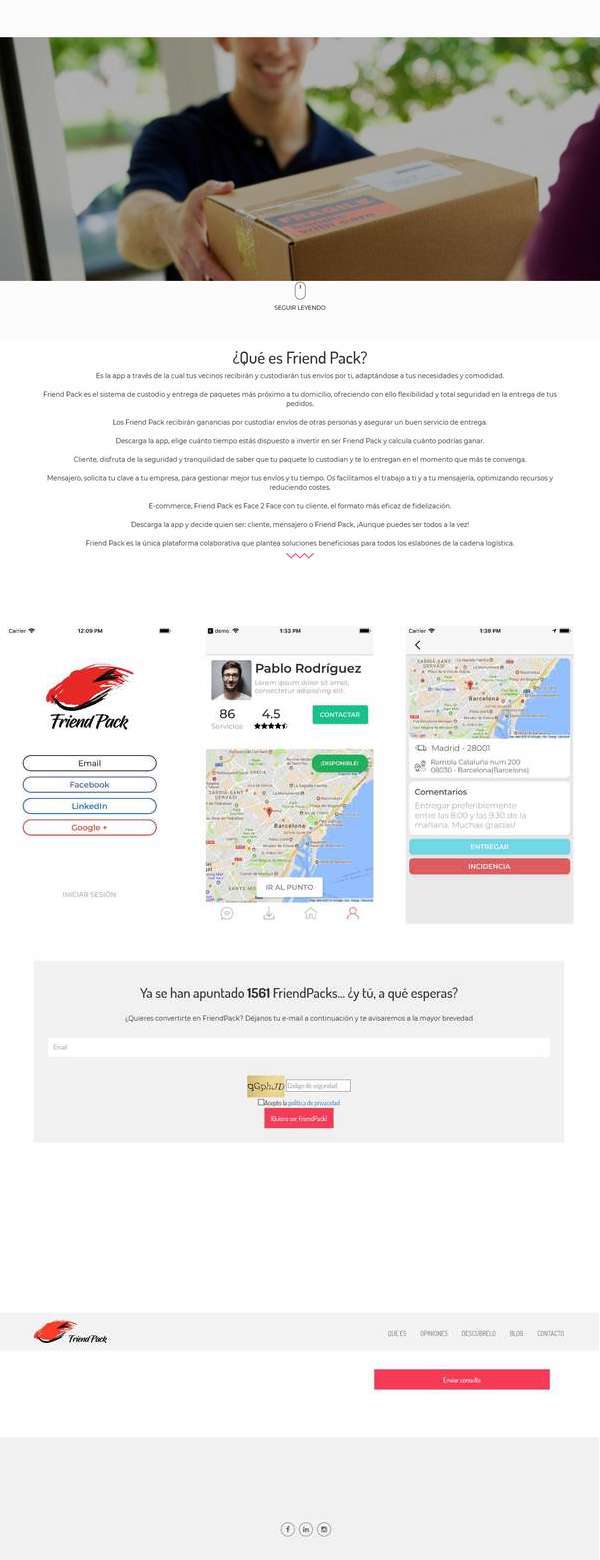 FRAGILE
with care
SEGUIR LEYENDO
¿Qué es Friend Pack?
Es la app a través de la cual tus vecinos recibirán y custodiarán tus envíos por ti, adaptándose a tus necesidades y comodidad.
Friend Pack es el sistema de custodio y entrega de paquetes más próximo a tu domicilio, ofreciendo con ello flexibilidad y total seguridad en la entrega de tus
pedidos.
Los Friend Pack recibirán ganancias por custodiar envíos de otras personas y asegurar un buen servicio de entrega.
Descarga la app, elige cuánto tiempo estás dispuesto a invertir en ser Friend Pack y calcula cuánto podrías ganar.
Cliente, disfruta de la seguridad y tranquilidad de saber que tu paquete lo custodian y te lo entregan en el momento que más te convenga.
Mensajero, solicita tu clave a tu empresa, para gestionar mejor tus envíos y tu tiempo. Os facilitamos el trabajo a ti y a tu mensajería, optimizando recursos y
reduciendo costes.
E-commerce, Friend Pack es Face 2 Face con tu cliente, el formato más eficaz de fidelización.
Descarga la app y decide quien ser: cliente, mensajero o Friend Pack, ¡Aunque puedes ser todos a la vez!
Friend Pack es la única plataforma colaborativa que plantea soluciones beneficiosas para todos los eslabones de la cadena logística.
Carrier 12:09 PM
Friend Pack
Email
Facebook
LinkedIn
Google +
INICIAR SESIÓN
demo 1:33 PM
Pablo Rodríguez
Lorem ipsum dolor sit amet,
consectetur adipisicing elit.
86 4.5
Servicios
CONTACTAR
¡DISPONIBLE!
Barcelona
IR AL PUNTO
Carrier 1:39 PM
Barcelona
Madrid - 28001
Rambla Cataluña num 200
08030 - Barcelona(Barcelona)
Comentarios
Entregar preferiblemente
entre las 8:00 y las 9:30 de la
mañana. Muchas gracias!
ENTREGAR
INCIDENCIA
Ya se han apuntado 1561 FriendPacks... ¿y tú, a qué esperas?
¿Quieres convertirte en FriendPack? Déjanos tu e-mail a continuación y te avisaremos a la mayor brevedad.
Email
qGphJD Código de seguridad
Acepto la política de privacidad
¡Quiero ser FriendPack!
Friend Pack
QUÉ ES OPINIONES DESCÚBRELO BLOG CONTACTO
Enviar consulta